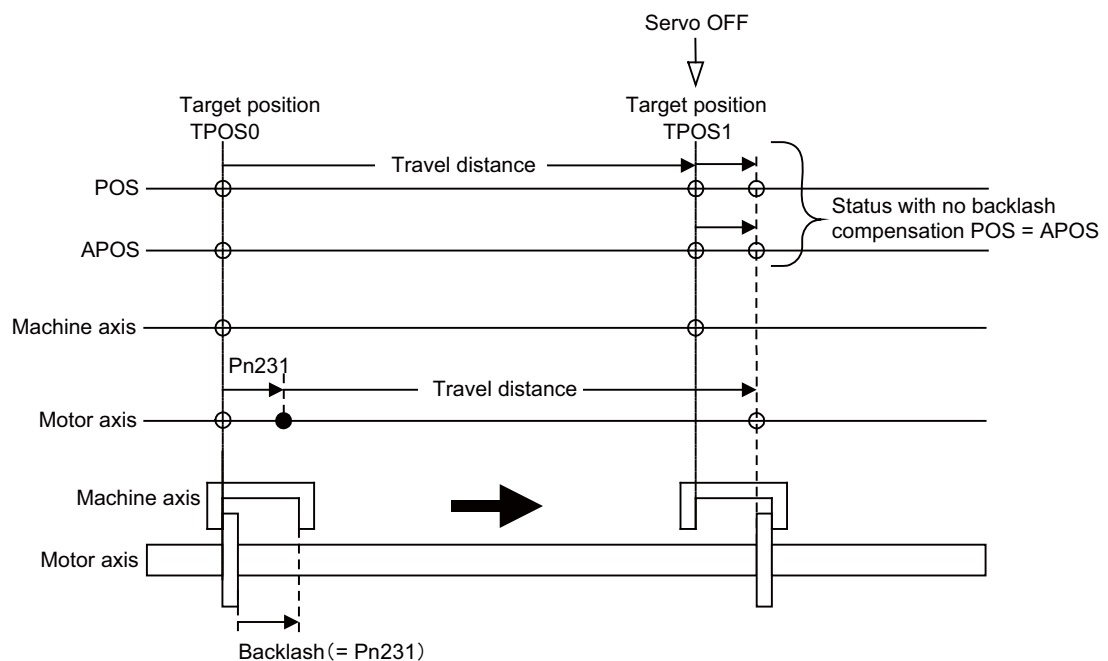 Servo OFF
Target position
TPOS0
Target position
TPOS1
Travel distance
POS
Status with no backlash
compensation POS = APOS
APOS
Machine axis
Pn231
Travel distance
Motor axis
Machine axis
Motor axis
Backlash(= Pn231)